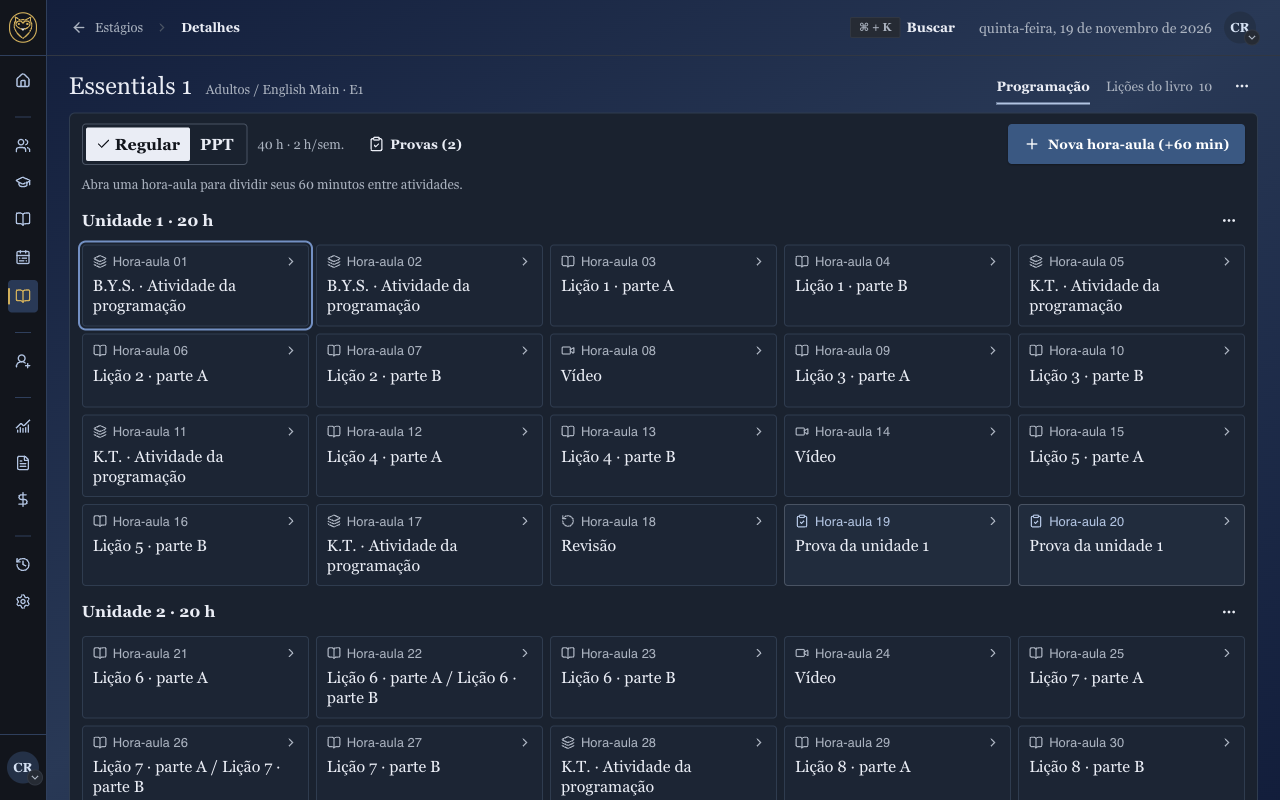 Estágios
Detalhes
⌘ + K
Buscar
quinta-feira, 19 de novembro de 2026
CR
Essentials 1
Adultos / English Main · E1
Programação
Lições do livro 10
Regular
PPT
40 h · 2 h/sem.
Provas (2)
Nova hora-aula (+60 min)
Abra uma hora-aula para dividir seus 60 minutos entre atividades.
Unidade 1 · 20 h
Hora-aula 01
B.Y.S. · Atividade da
programação
Hora-aula 02
B.Y.S. · Atividade da
programação
Hora-aula 03
Lição 1 · parte A
Hora-aula 04
Lição 1 · parte B
Hora-aula 05
K.T. · Atividade da
programação
Hora-aula 06
Lição 2 · parte A
Hora-aula 07
Lição 2 · parte B
Hora-aula 08
Vídeo
Hora-aula 09
Lição 3 · parte A
Hora-aula 10
Lição 3 · parte B
Hora-aula 11
K.T. · Atividade da
programação
Hora-aula 12
Lição 4 · parte A
Hora-aula 13
Lição 4 · parte B
Hora-aula 14
Vídeo
Hora-aula 15
Lição 5 · parte A
Hora-aula 16
Lição 5 · parte B
Hora-aula 17
K.T. · Atividade da
programação
Hora-aula 18
Revisão
Hora-aula 19
Prova da unidade 1
Hora-aula 20
Prova da unidade 1
Unidade 2 · 20 h
Hora-aula 21
Lição 6 · parte A
Hora-aula 22
Lição 6 · parte A / Lição 6 ·
parte B
Hora-aula 23
Lição 6 · parte B
Hora-aula 24
Vídeo
Hora-aula 25
Lição 7 · parte A
Hora-aula 26
Lição 7 · parte A / Lição 7 ·
parte B
Hora-aula 27
Lição 7 · parte B
Hora-aula 28
K.T. · Atividade da
programação
Hora-aula 29
Lição 8 · parte A
Hora-aula 30
Lição 8 · parte B
CR